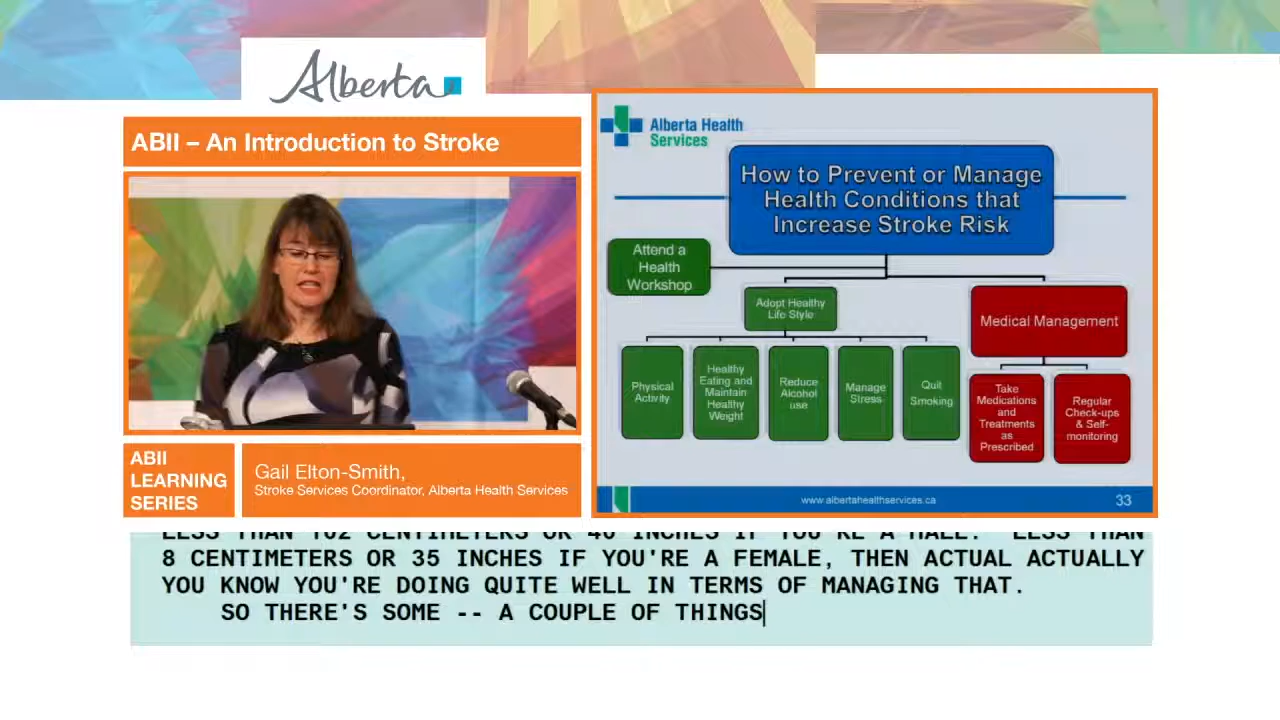 Alberta
ABII – An Introduction to Stroke
Alberta Health
Services
How to Prevent or Manage
Health Conditions that
Increase Stroke Risk
Attend a
Health
Workshop
Adopt Healthy
Life Style
Medical Management
Physical
Activity
Healthy
Eating and
Maintain
Healthy
Weight
Reduce
Alcohol
use
Manage
Stress
Quit
Smoking
Take
Medications
and
Treatments
as
Prescribed
Regular
Check-ups
& Self-
monitoring
www.albertahealthservices.ca
33
ABII
LEARNING
SERIES
Gail Elton-Smith,
Stroke Services Coordinator, Alberta Health Services
LESS THAN 102 CENTIMETERS OR 40 INCHES IF YOU'RE A MALE. LESS THAN
8 CENTIMETERS OR 35 INCHES IF YOU'RE A FEMALE, THEN ACTUAL ACTUALLY
YOU KNOW YOU'RE DOING QUITE WELL IN TERMS OF MANAGING THAT.
SO THERE'S SOME -- A COUPLE OF THINGS